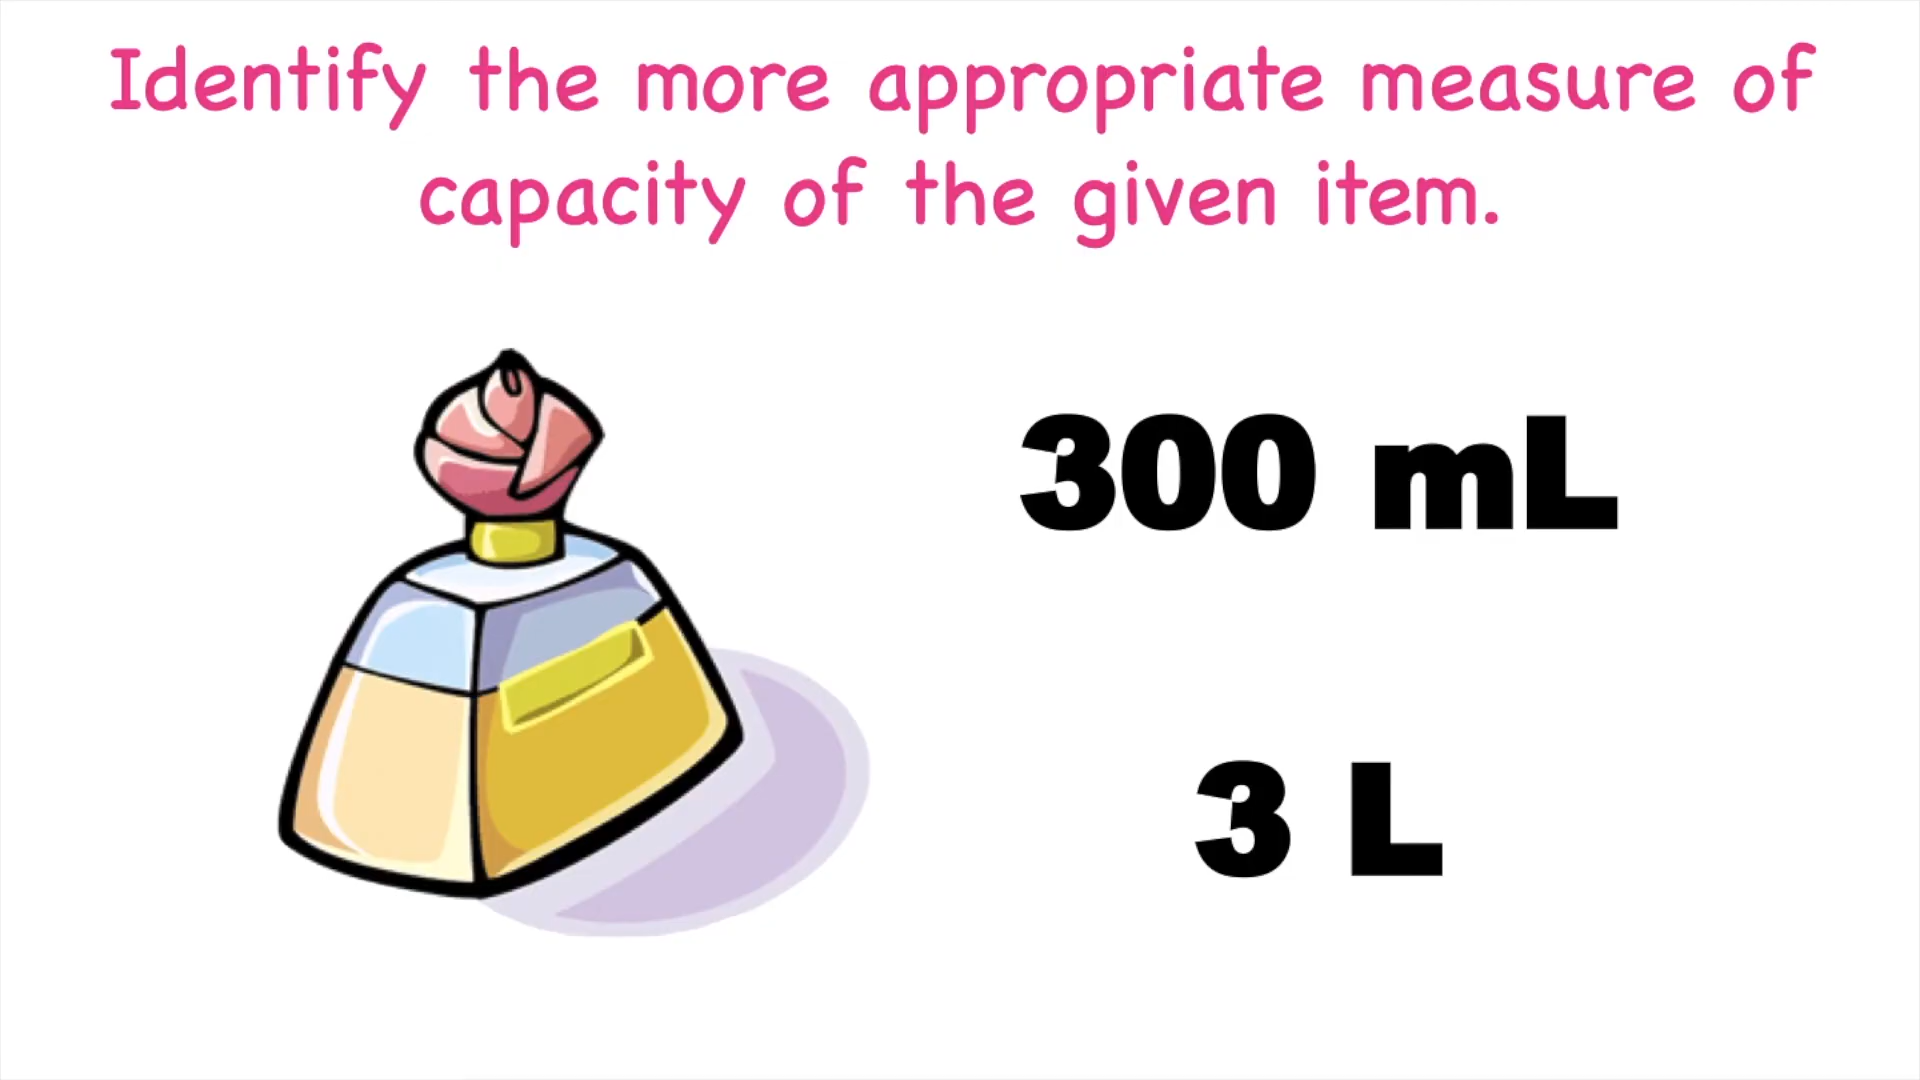 Identify the more appropriate measure of
capacity of the given item.
300 mL
3 L